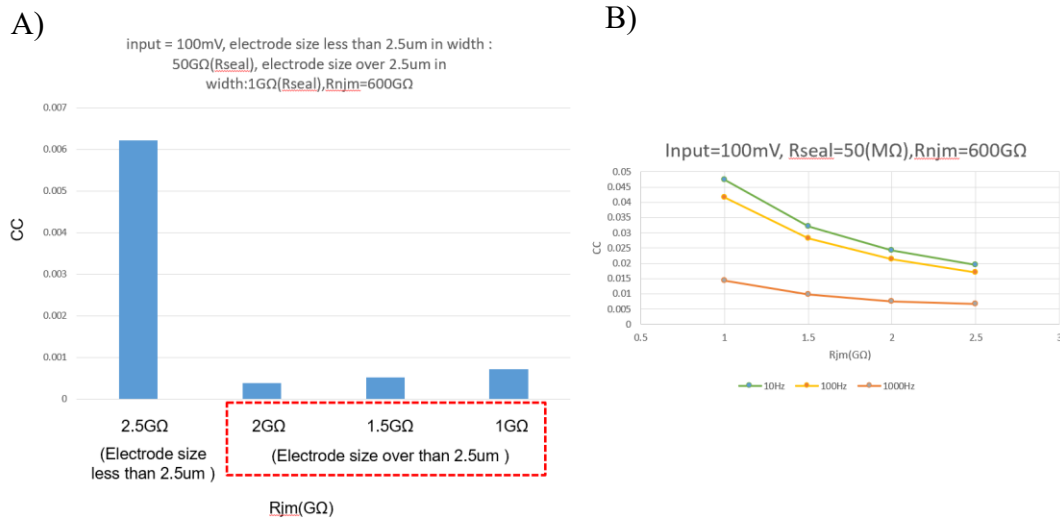 A)
input = 100mV, electrode size less than 2.5um in width :
50GΩ(Rseal), electrode size over 2.5um in
width:1GΩ(Rseal),Rnjm=600GΩ
0.007
0.006
0.005
0.004
0.003
0.002
0.001
0
CC
2.5GΩ
2GΩ
1.5GΩ
1GΩ
(Electrode size
less than 2.5um )
(Electrode size over than 2.5um )
Rjm(GΩ)
B)
Input=100mV, Rseal=50(MΩ),Rnjm=600GΩ
0.05
0.045
0.04
0.035
0.03
0.025
0.02
0.015
0.01
0.005
0
CC
0.5
1
1.5
2
2.5
3
Rjm(GΩ)
10Hz
100Hz
1000Hz